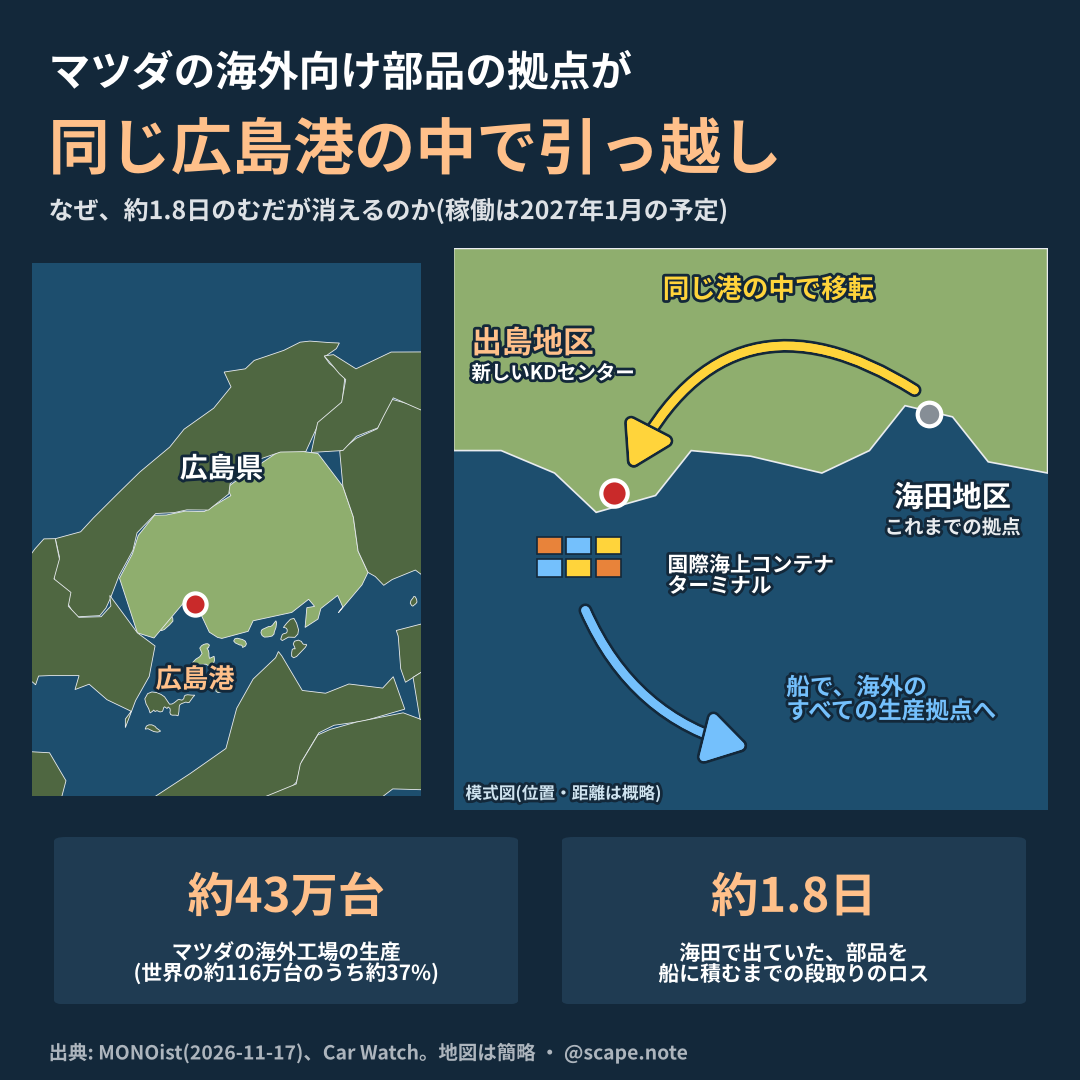 マツダの海外向け部品の拠点が
同じ広島港の中で引っ越し
なぜ、約1.8日のむだが消えるのか(稼働は2027年1月の予定)
広島県
広島港
同じ港の中で移転
出島地区
新しいKDセンター
海田地区
これまでの拠点
国際海上コンテナ
ターミナル
船で、海外の
すべての生産拠点へ
模式図(位置・距離は概略)
約43万台
マツダの海外工場の生産
(世界の約116万台のうち約37%)
約1.8日
海田で出ていた、部品を
船に積むまでの段取りのロス
出典: MONOist(2026-11-17)、Car Watch。地図は簡略 ・ @scape.note